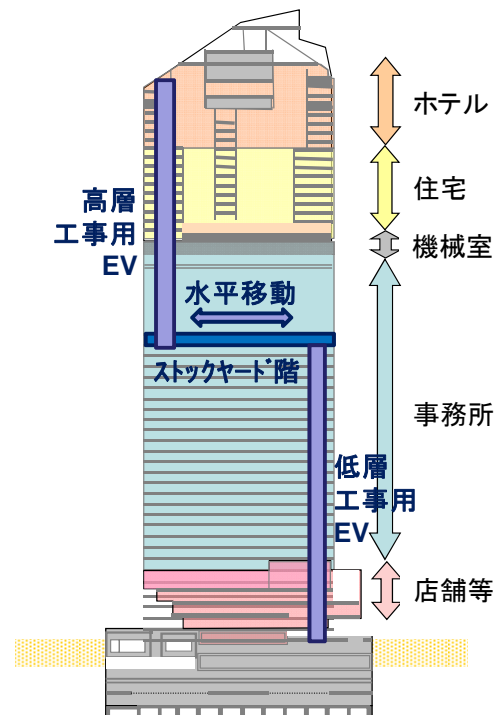 ホテル
住宅
高層
工事用
EV
機械室
水平移動
ストックヤード階
事務所
低層
工事用
EV
店舗等